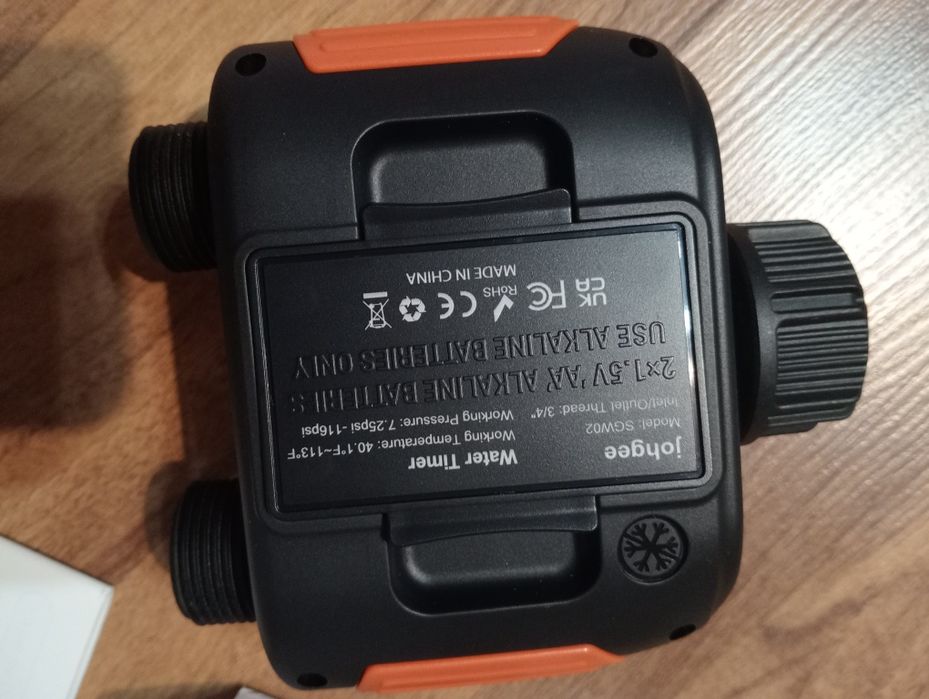 johgee
Model: SGW02
Inlet/Outlet Thread: 3/4"
Water Timer
Working Temperature: 40.1°F~113°F
Working Pressure: 7.25psi -116psi
2×1.5V 'AA' ALKALINE BATTERIES
USE ALKALINE BATTERIES ONLY
UK
CA
FC
RoHS
CE
MADE IN CHINA